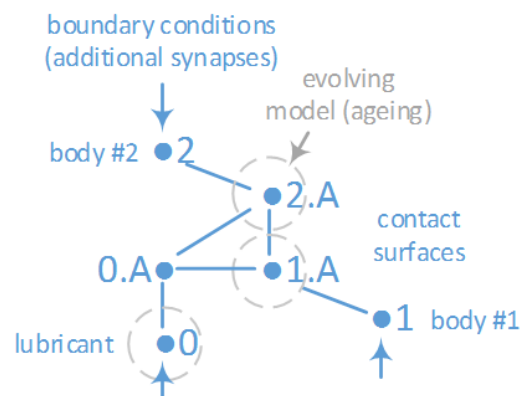 boundary conditions
(additional synapses)
evolving
model (ageing)
body #2 2
2.A
contact
surfaces
0.A 1.A
1 body #1
lubricant 0